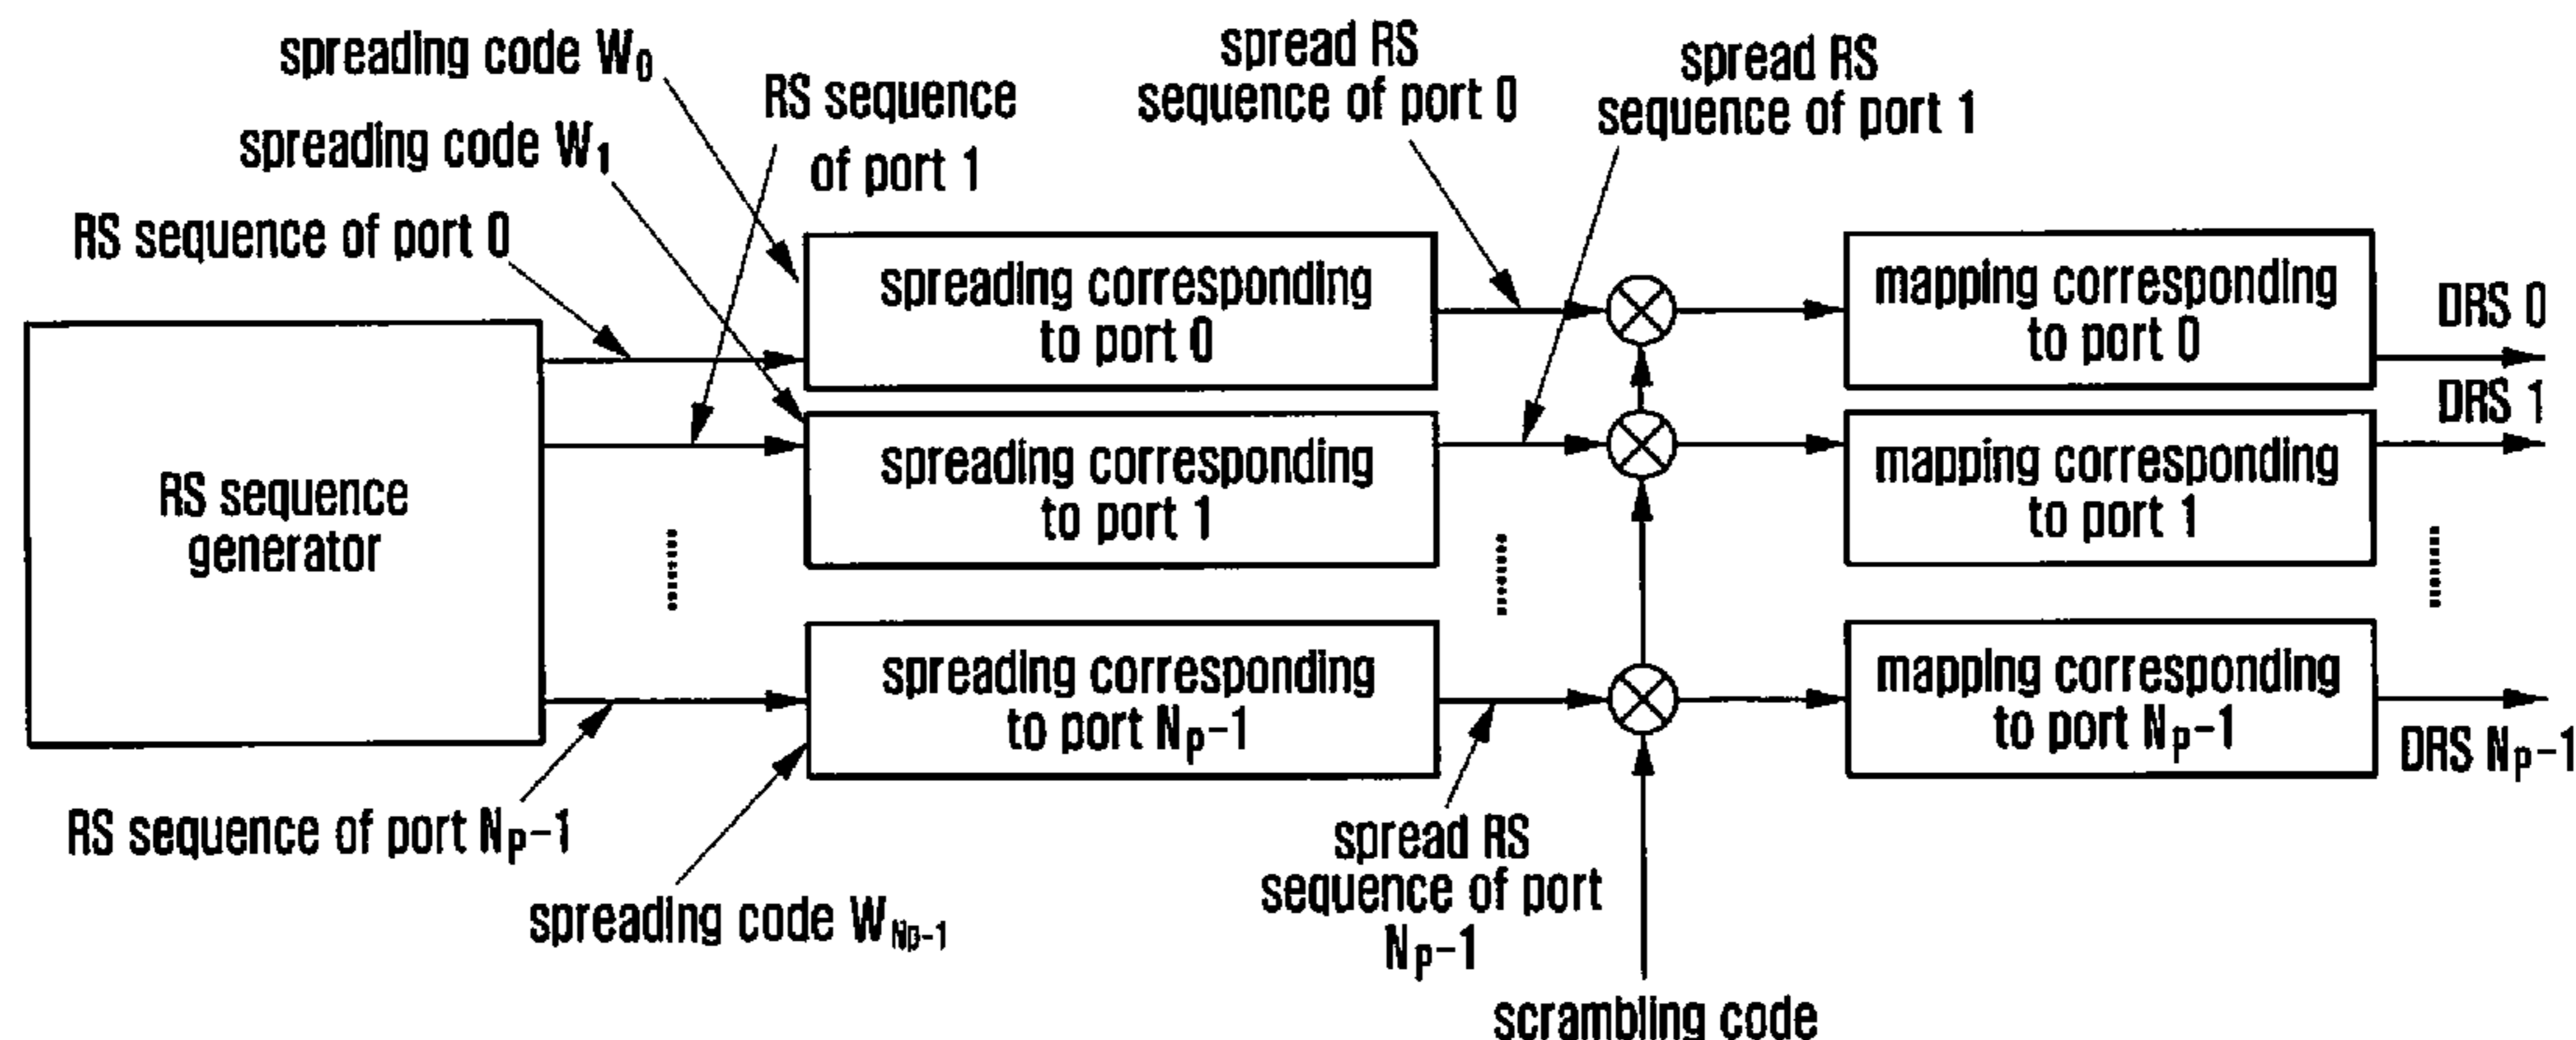 spreading code W0
RS sequence
of port 1
spread RS
sequence of port 0
spread RS
sequence of port 1
spreading code W1
RS sequence of port 0
RS sequence
generator
spreading corresponding
to port 0
mapping corresponding
to port 0
DRS 0
spreading corresponding
to port 1
mapping corresponding
to port 1
DRS 1
spreading corresponding
to port Np-1
mapping corresponding
to port Np-1
DRS Np-1
RS sequence of port Np-1
spreading code WNp-1
spread RS
sequence of port
Np-1
scrambling code